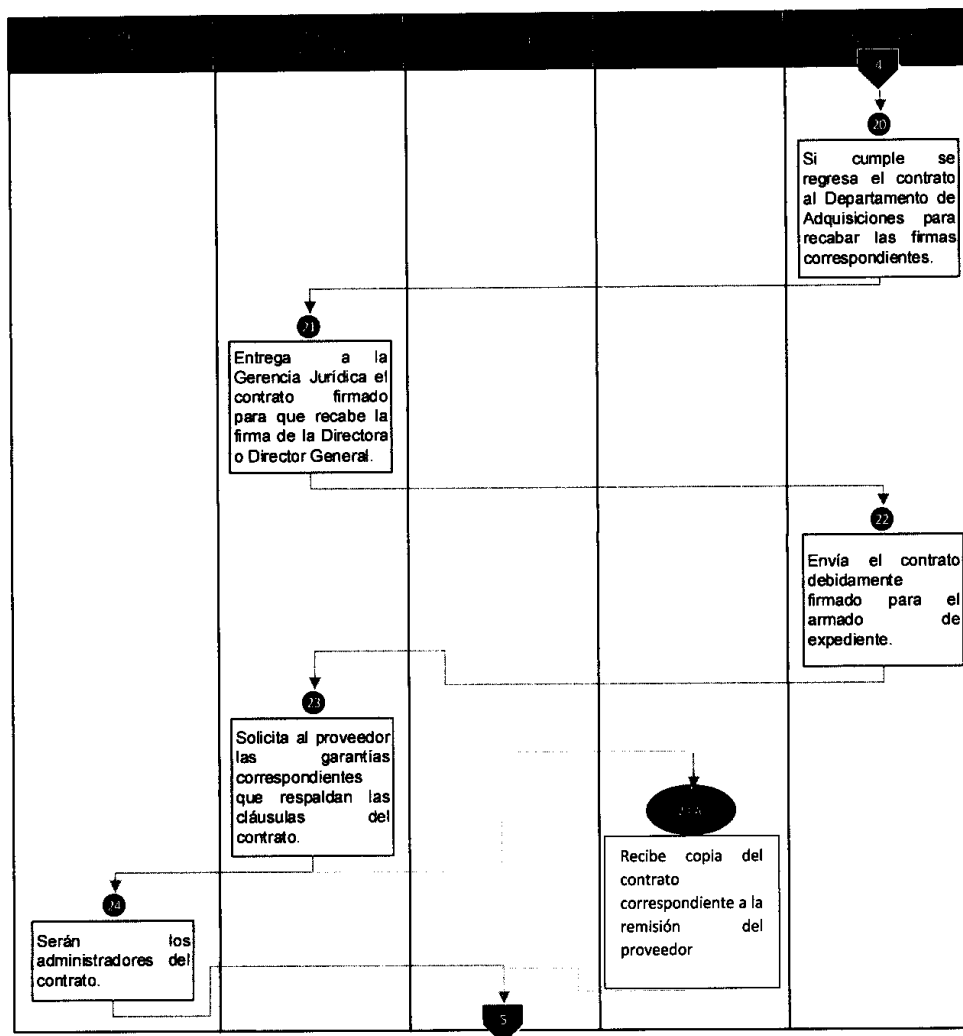 4
20
Si cumple se
regresa el contrato
al Departamento de
Adquisiciones para
recabar las firmas
correspondientes.
21
Entrega a la
Gerencia Jurídica el
contrato firmado
para que recabe la
firma de la Directora
o Director General.
22
Envía el contrato
debidamente
firmado para el
armado de
expediente.
23
Solicita al proveedor
las garantías
correspondientes
que respaldan las
cláusulas del
contrato.
Recibe copia del
contrato
correspondiente a la
remisión del
proveedor
24
Serán los
administradores del
contrato.
5